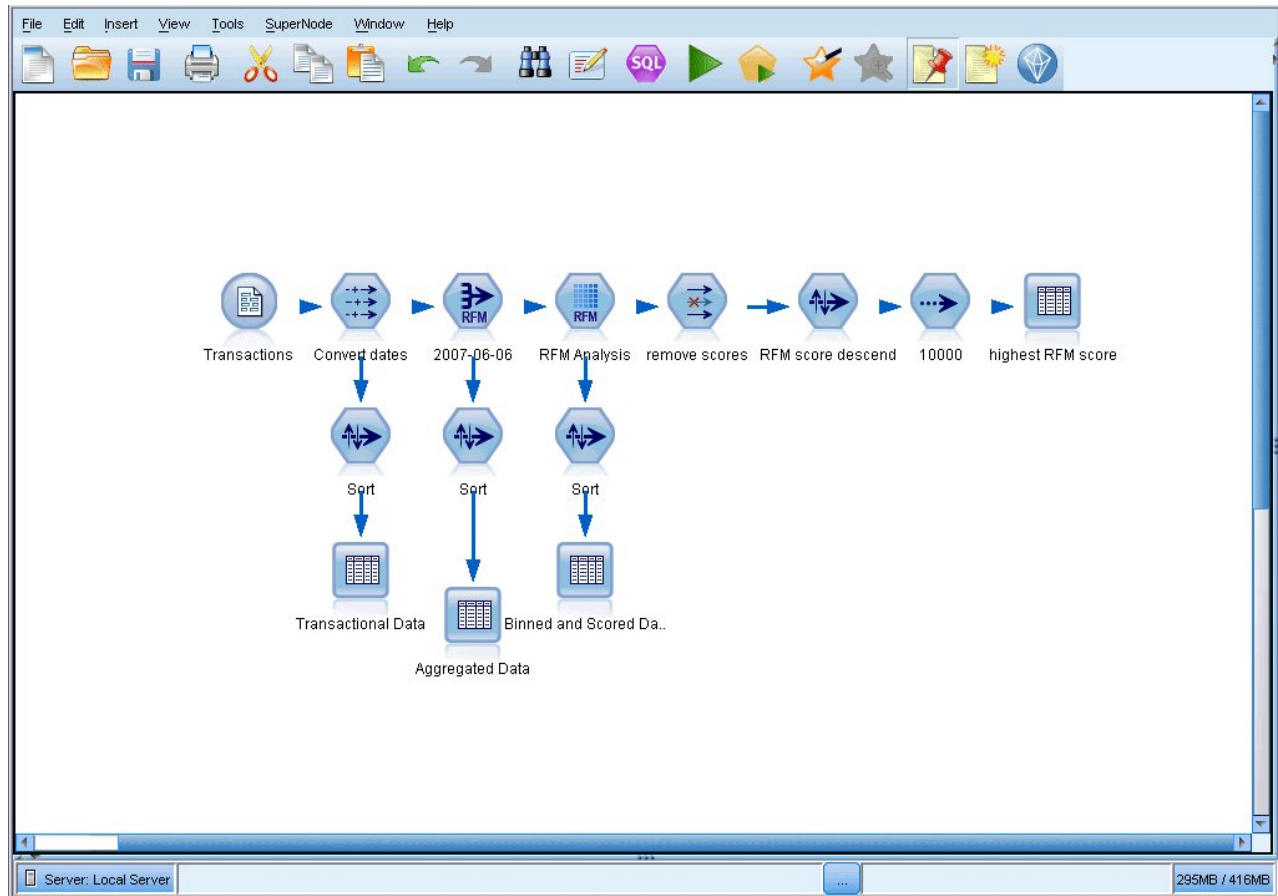 File Edit Insert View Tools SuperNode Window Help
SQL
RFM RFM
Transactions Convert dates 2007-06-06 RFM Analysis remove scores RFM score descend 10000 highest RFM score
Sort Sort Sort
Transactional Data Binned and Scored Da..
Aggregated Data
Server: Local Server ... 295MB / 416MB